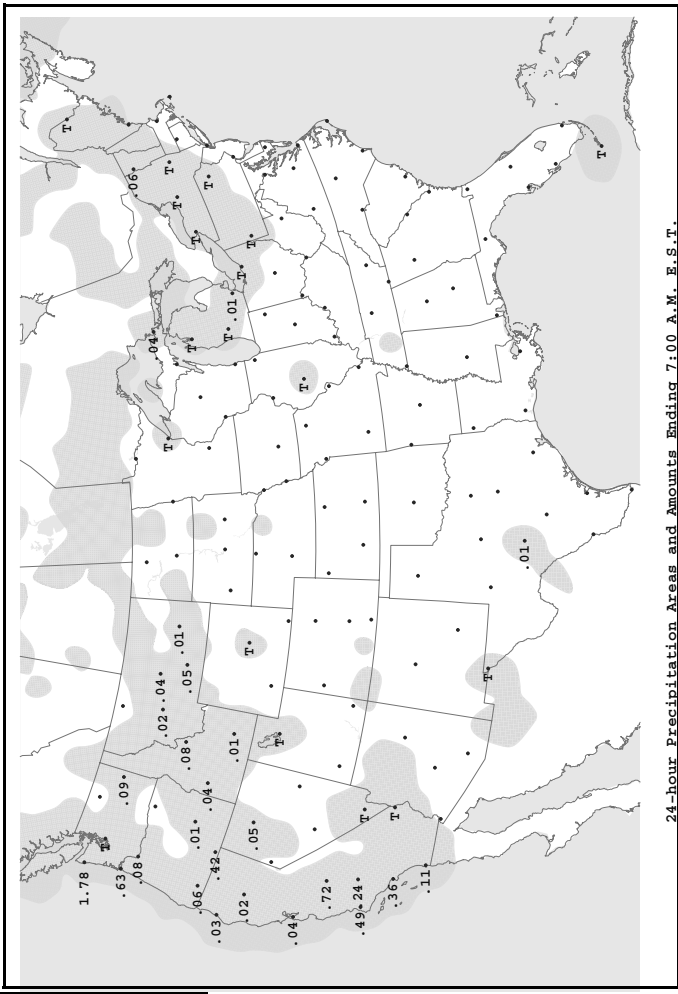 T
1.78
T
.63
.09
.06
.08
.04
.04
.02
T
T
T
.01
.08
.05
T
.01
T
.06
.04
T
.42
.03
T
.01
.01
T
.02
T
T
.05
T
.04
T
.72
.24
.49
T
.36
T
.11
T
.01
T
24-hour Precipitation Areas and Amounts Ending 7:00 A.M. E.S.T.